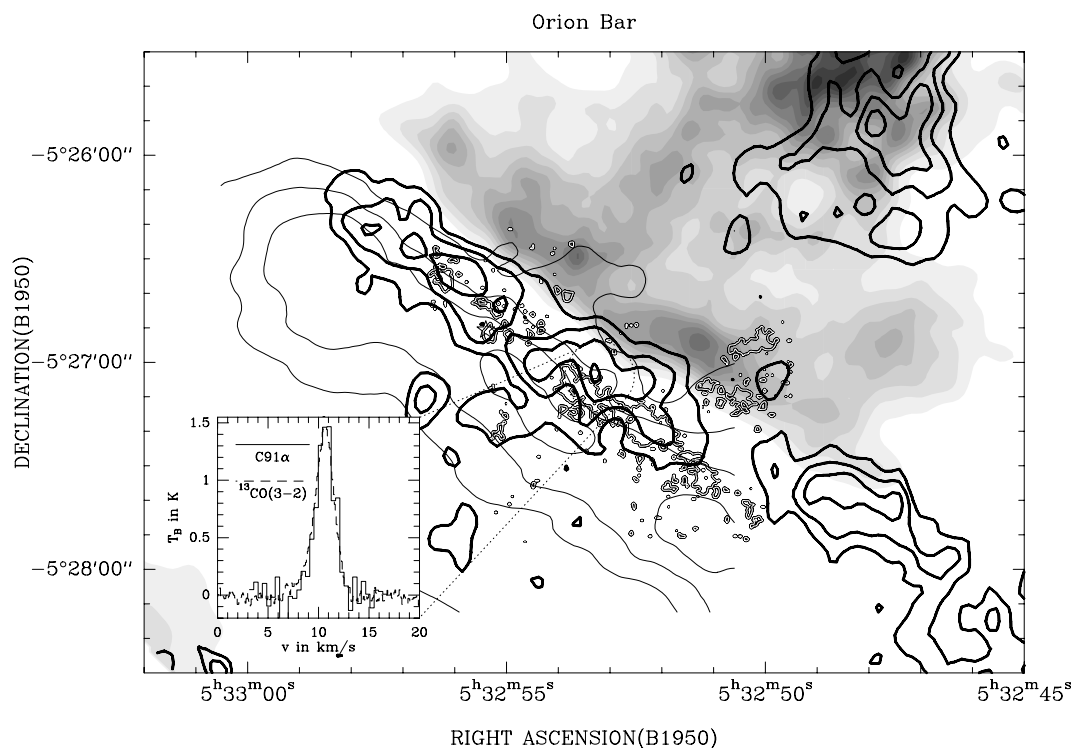 Orion Bar
DECLINATION(B1950)
−5°26′00″
−5°27′00″
−5°28′00″
1.5
1
0.5
0
T_B in K
C91α
¹³CO(3−2)
0 5 10 15 20
v in km/s
5ʰ33ᵐ00ˢ 5ʰ32ᵐ55ˢ 5ʰ32ᵐ50ˢ 5ʰ32ᵐ45ˢ
RIGHT ASCENSION(B1950)